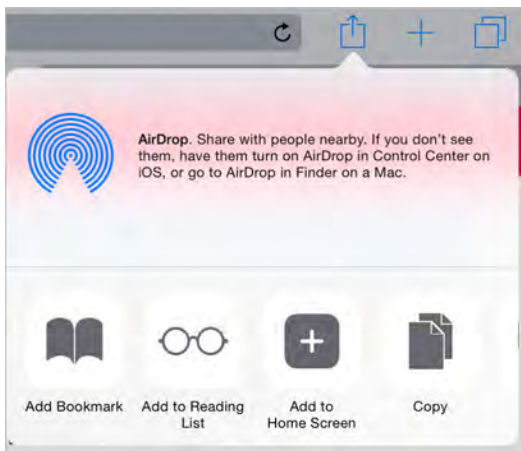 AirDrop. Share with people nearby. If you don't see
them, have them turn on AirDrop in Control Center on
iOS, or go to AirDrop in Finder on a Mac.
Add Bookmark
Add to Reading
List
Add to
Home Screen
Copy